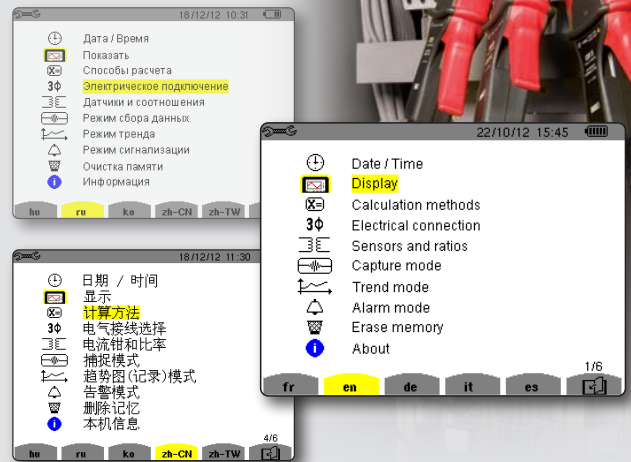 18/12/12 10:31
Дата / Время
Показать
Способы расчета
3Φ Электрическое подключение
Датчики и соотношения
Режим сбора данных
Режим тренда
Режим сигнализации
Очистка памяти
Информация
hu ru ko zh-CN zh-TW
22/10/12 15:45
Date / Time
Display
X= Calculation methods
3Φ Electrical connection
Sensors and ratios
Capture mode
Trend mode
Alarm mode
Erase memory
About
1/6
fr en de it es
18/12/12 11:30
日期 / 时间
显示
X= 计算方法
3Φ 电气接线选择
电流钳和比率
捕捉模式
趋势图(记录)模式
告警模式
删除记忆
本机信息
4/6
hu ru ko zh-CN zh-TW